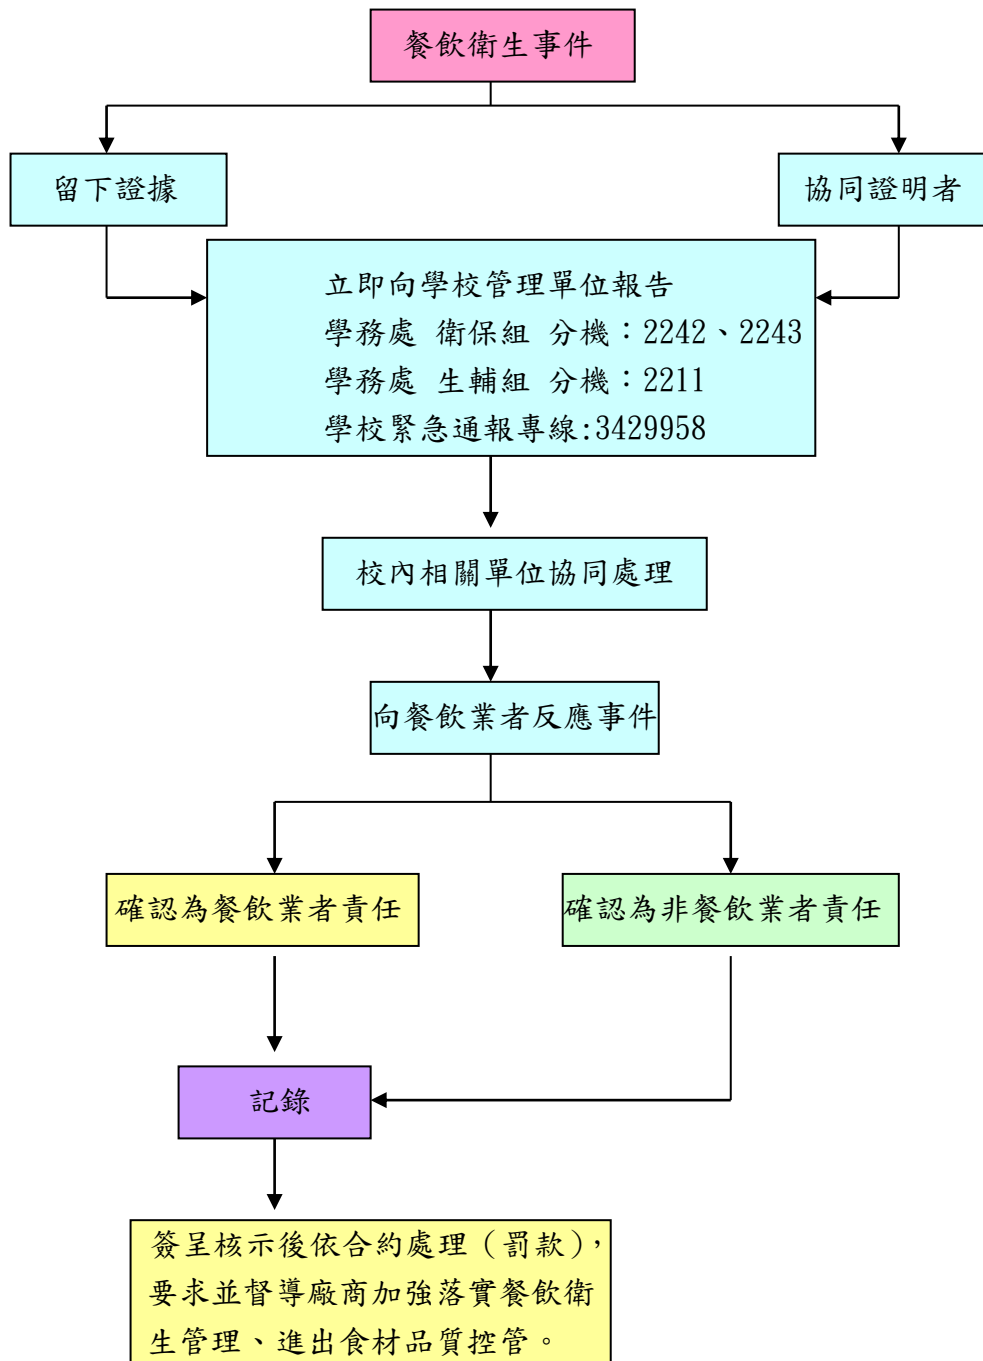 餐飲衛生事件
留下證據
協同證明者
立即向學校管理單位報告
學務處 衛保組 分機：2242、2243
學務處 生輔組 分機：2211
學校緊急通報專線:3429958
校內相關單位協同處理
向餐飲業者反應事件
確認為餐飲業者責任
確認為非餐飲業者責任
記錄
簽呈核示後依合約處理（罰款），
要求並督導廠商加強落實餐飲衛
生管理、進出食材品質控管。